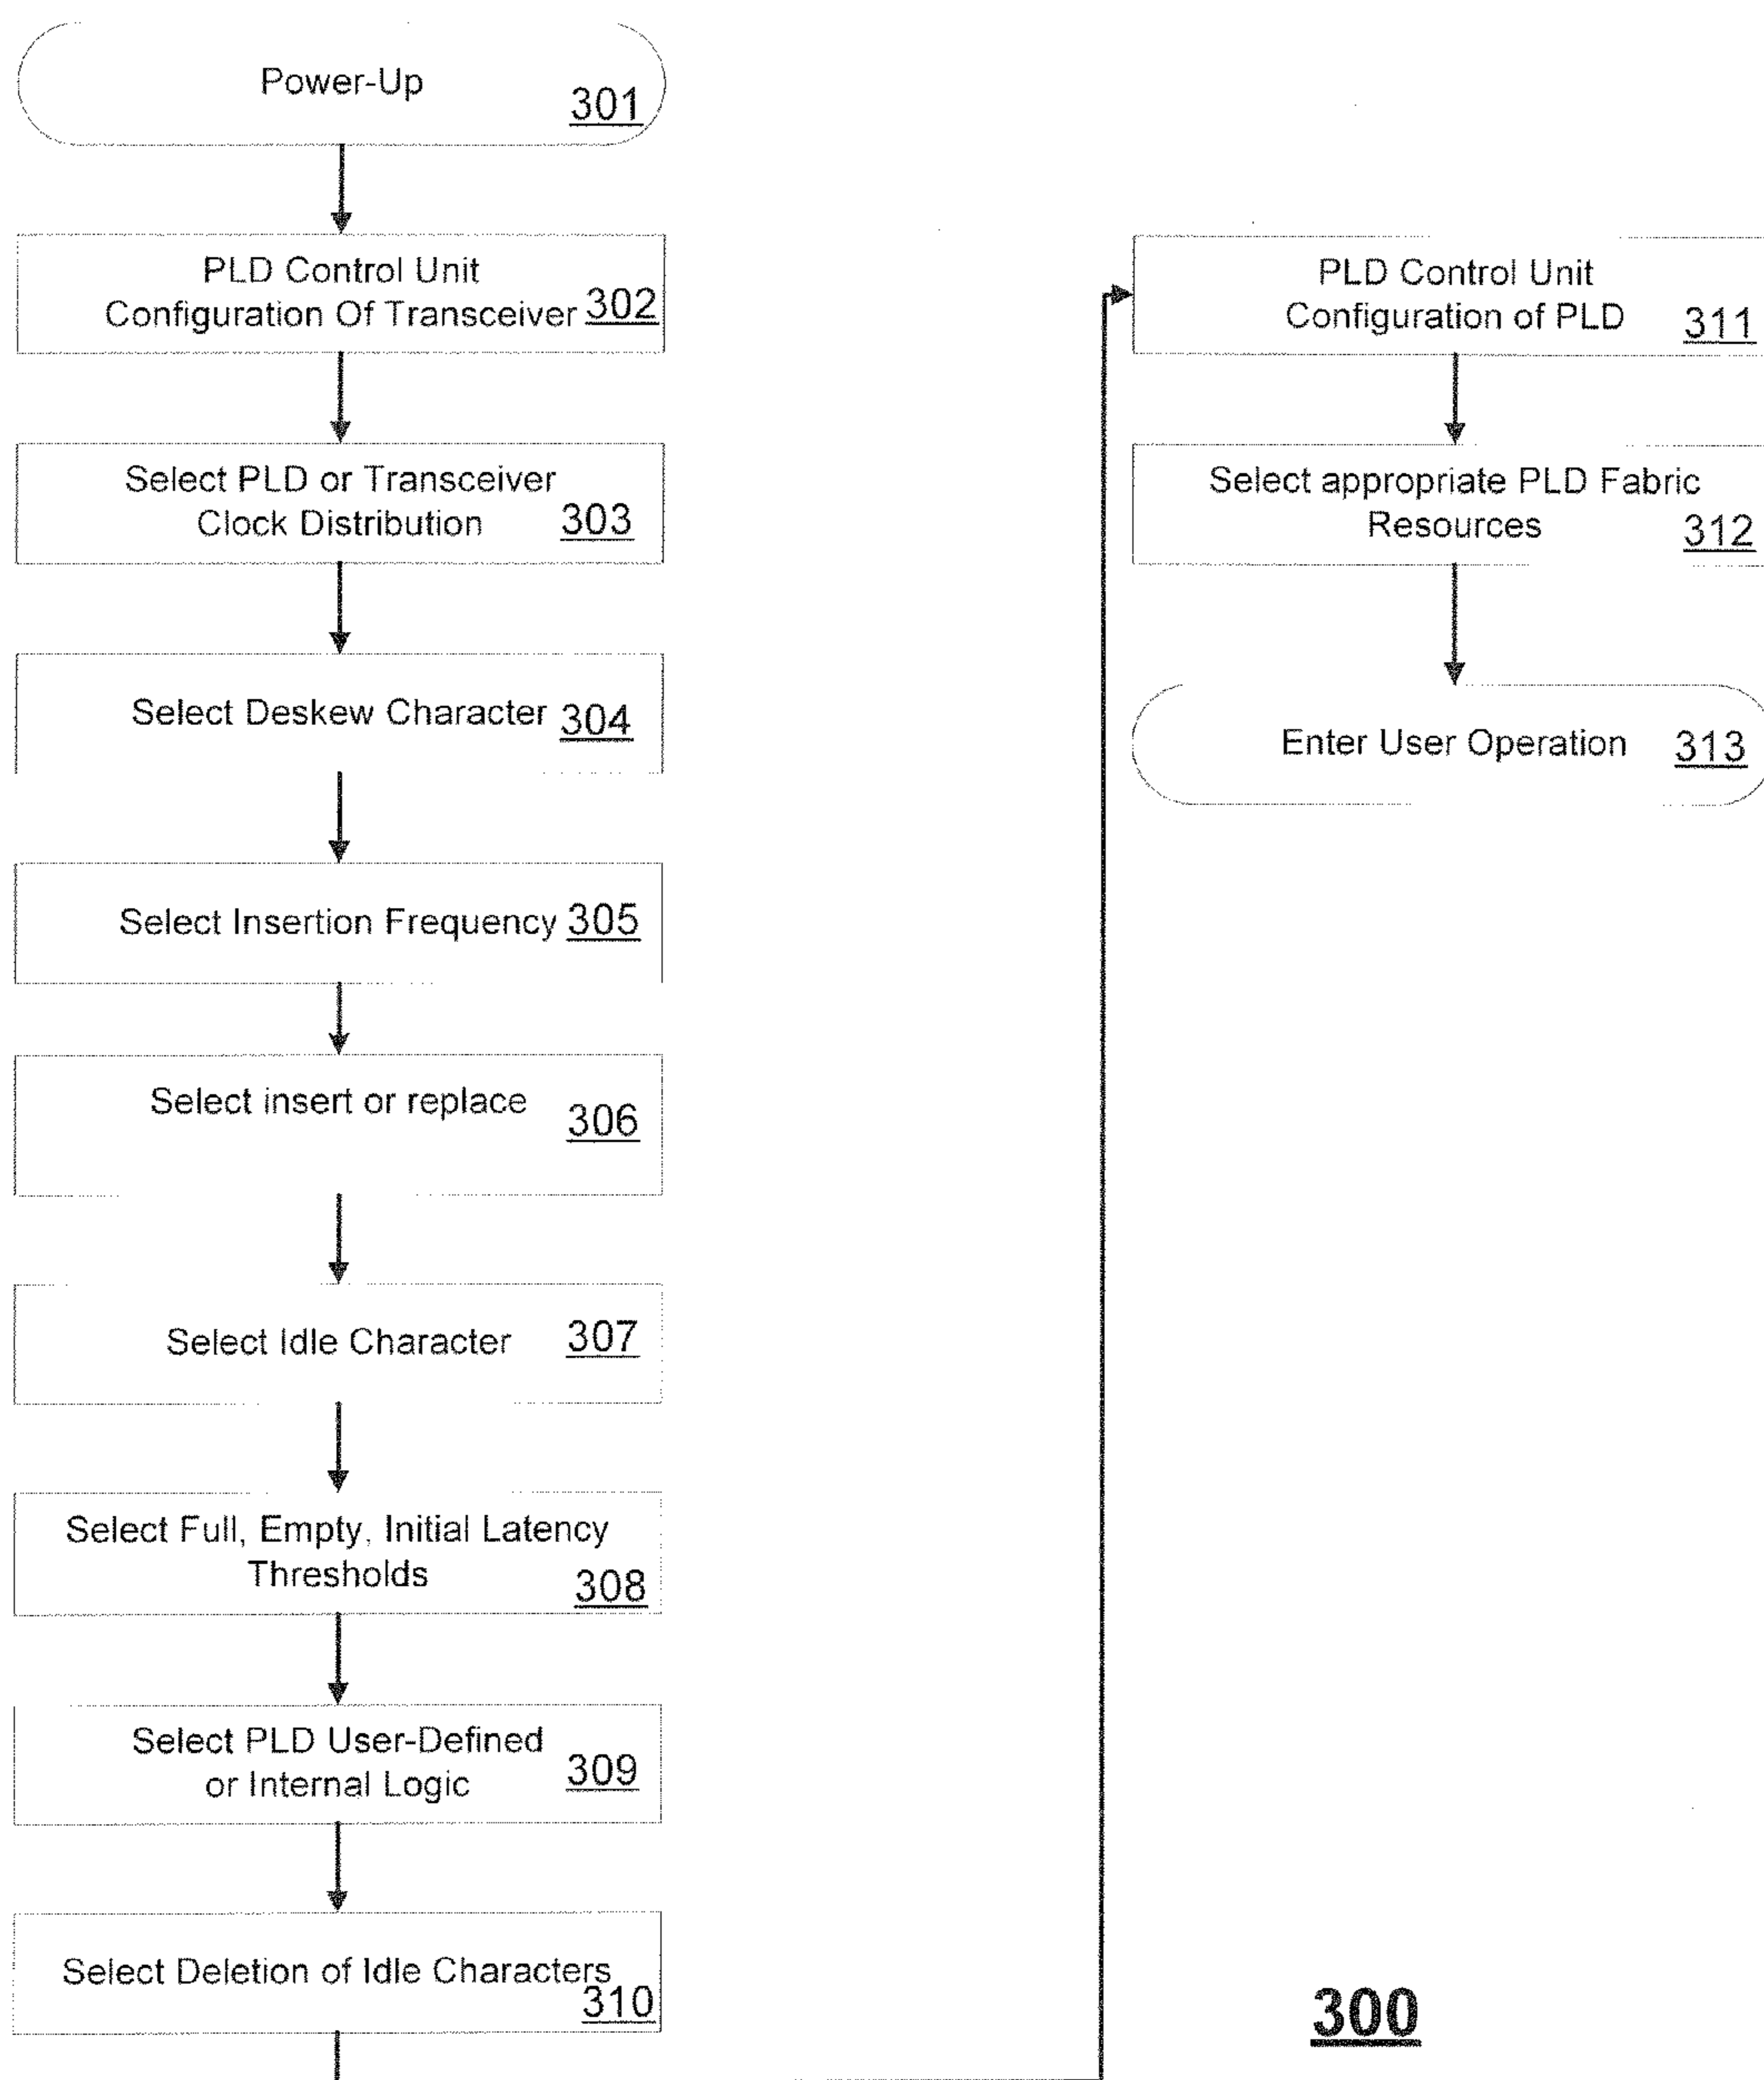 Power-Up
301
PLD Control Unit
Configuration Of Transceiver 302
Select PLD or Transceiver
Clock Distribution 303
Select Deskew Character 304
Select Insertion Frequency 305
Select insert or replace
306
Select Idle Character 307
Select Full, Empty, Initial Latency
Thresholds 308
Select PLD User-Defined
or Internal Logic 309
Select Deletion of Idle Characters
310
PLD Control Unit
Configuration of PLD 311
Select appropriate PLD Fabric
Resources 312
Enter User Operation 313
300